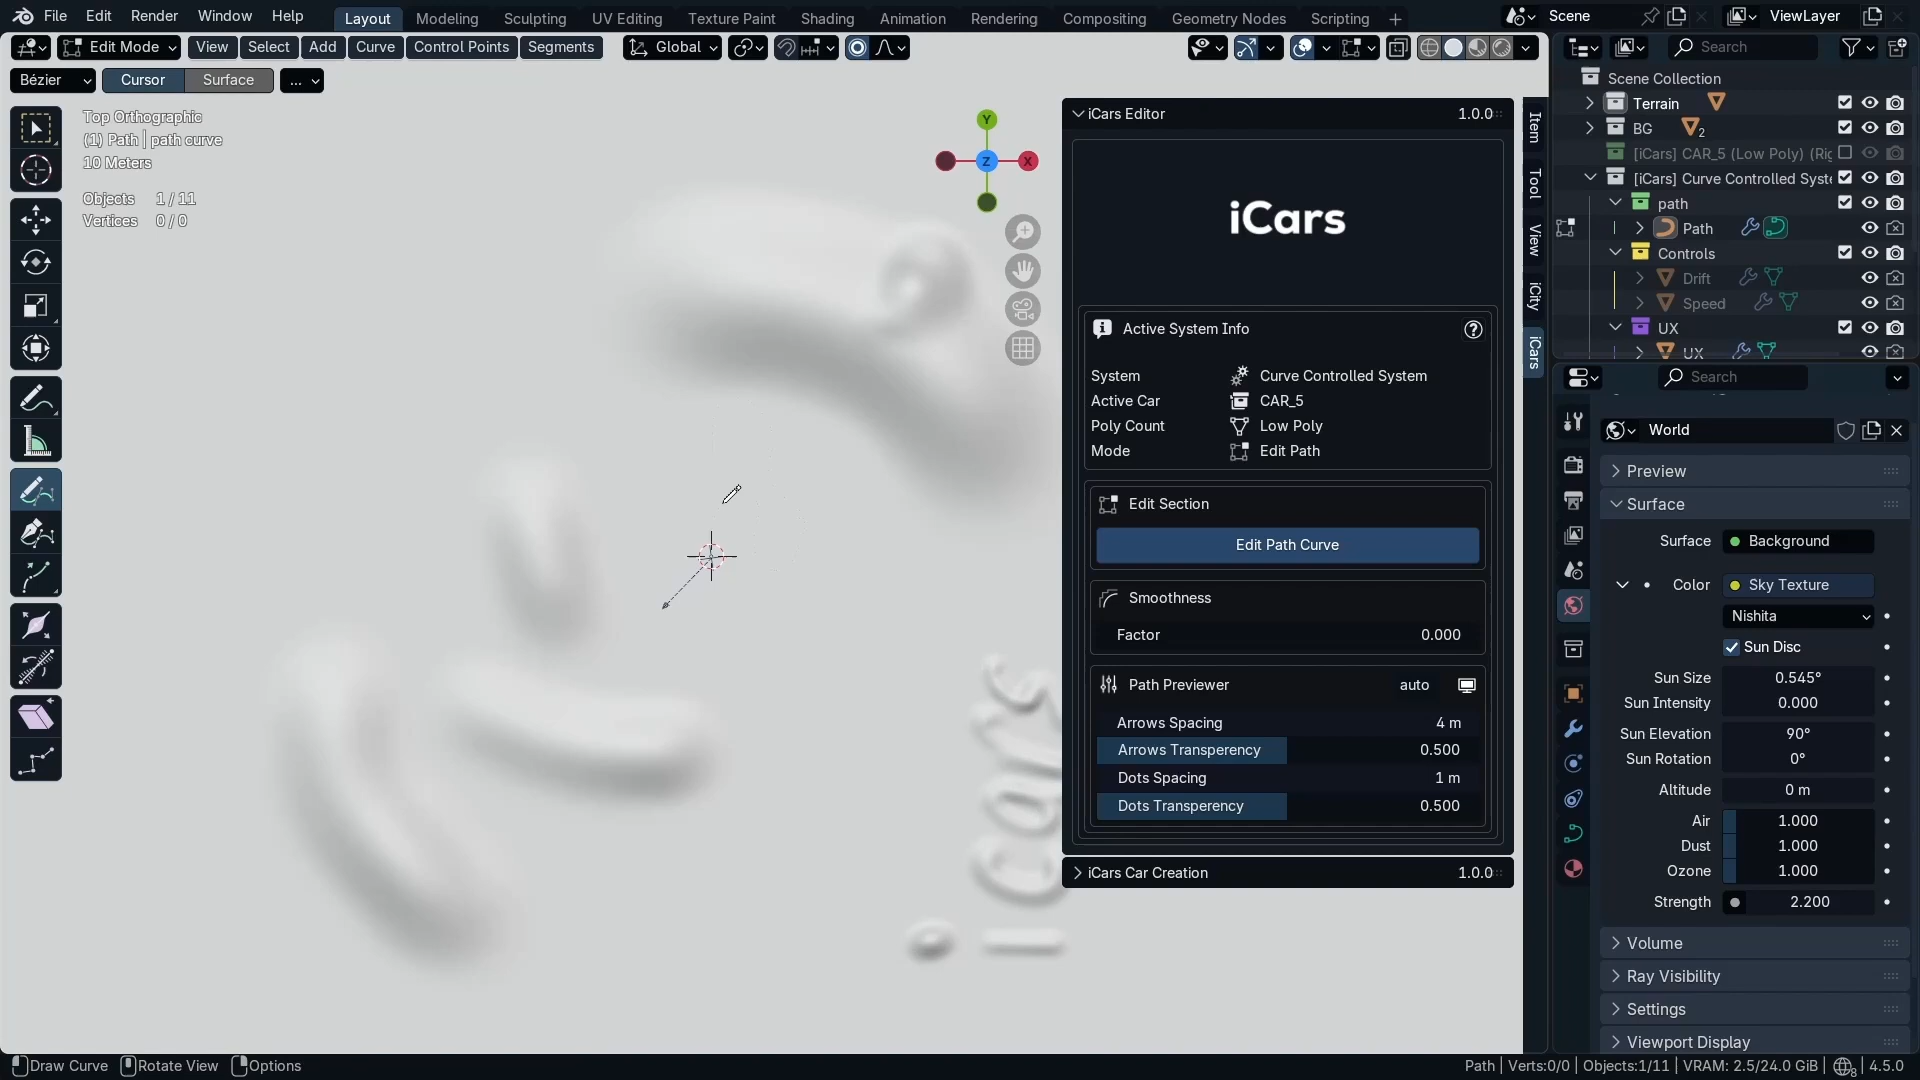 File Edit Render Window Help Layout Modeling Sculpting UV Editing Texture Paint Shading Animation Rendering Compositing Geometry Nodes Scripting + Scene ViewLayer
Edit Mode View Select Add Curve Control Points Segments Global Search
Bézier Cursor Surface ...
Top Orthographic
(1) Path | path curve
10 Meters
Objects 1 / 11
Vertices 0 / 0
Y
Z
X
iCars Editor 1.0.0
iCars
Active System Info
System Curve Controlled System
Active Car CAR_5
Poly Count Low Poly
Mode Edit Path
Edit Section
Edit Path Curve
Smoothness
Factor 0.000
Path Previewer auto
Arrows Spacing 4 m
Arrows Transperency 0.500
Dots Spacing 1 m
Dots Transperency 0.500
iCars Car Creation 1.0.0
Item
Tool
View
iCity
iCars
iCars
Scene Collection
Terrain
BG 2
[iCars] CAR_5 (Low Poly) (Rig
[iCars] Curve Controlled Syste
path
Path
Controls
Drift
Speed
UX
UX
Search
World
Preview
Surface
Surface Background
Color Sky Texture
Nishita
Sun Disc
Sun Size 0.545°
Sun Intensity 0.000
Sun Elevation 90°
Sun Rotation 0°
Altitude 0 m
Air 1.000
Dust 1.000
Ozone 1.000
Strength 2.200
Volume
Ray Visibility
Settings
Viewport Display
Draw Curve Rotate View Options Path | Verts:0/0 | Objects:1/11 | VRAM: 2.5/24.0 GiB | 8 | 4.5.0